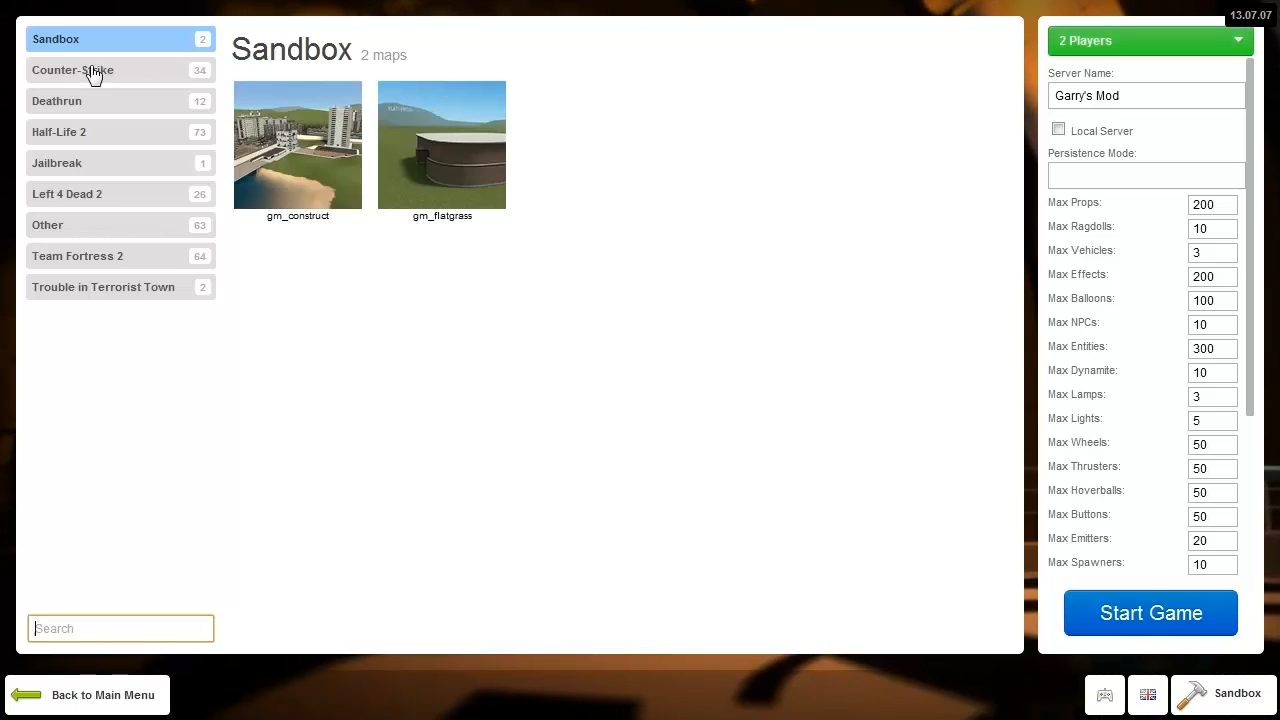 13.07.07
Sandbox 2
Counter-Strike 34
Deathrun 12
Half-Life 2 73
Jailbreak 1
Left 4 Dead 2 26
Other 63
Team Fortress 2 64
Trouble in Terrorist Town 2
Search
Sandbox 2 maps
gm_construct
gm_flatgrass
2 Players
Server Name:
Garry's Mod
Local Server
Persistence Mode:
Max Props: 200
Max Ragdolls: 10
Max Vehicles: 3
Max Effects: 200
Max Balloons: 100
Max NPCs: 10
Max Entities: 300
Max Dynamite: 10
Max Lamps: 3
Max Lights: 5
Max Wheels: 50
Max Thrusters: 50
Max Hoverballs: 50
Max Buttons: 50
Max Emitters: 20
Max Spawners: 10
Start Game
Back to Main Menu
Sandbox